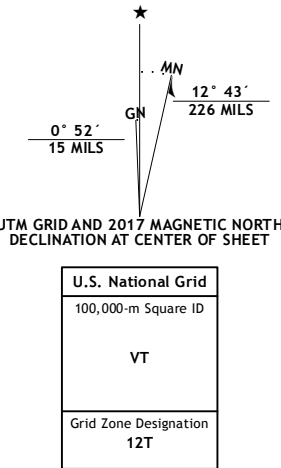 ★
MN
GN
12° 43´
226 MILS
0° 52´
15 MILS
UTM GRID AND 2017 MAGNETIC NORTH
DECLINATION AT CENTER OF SHEET
U.S. National Grid
100,000-m Square ID
VT
Grid Zone Designation
12T